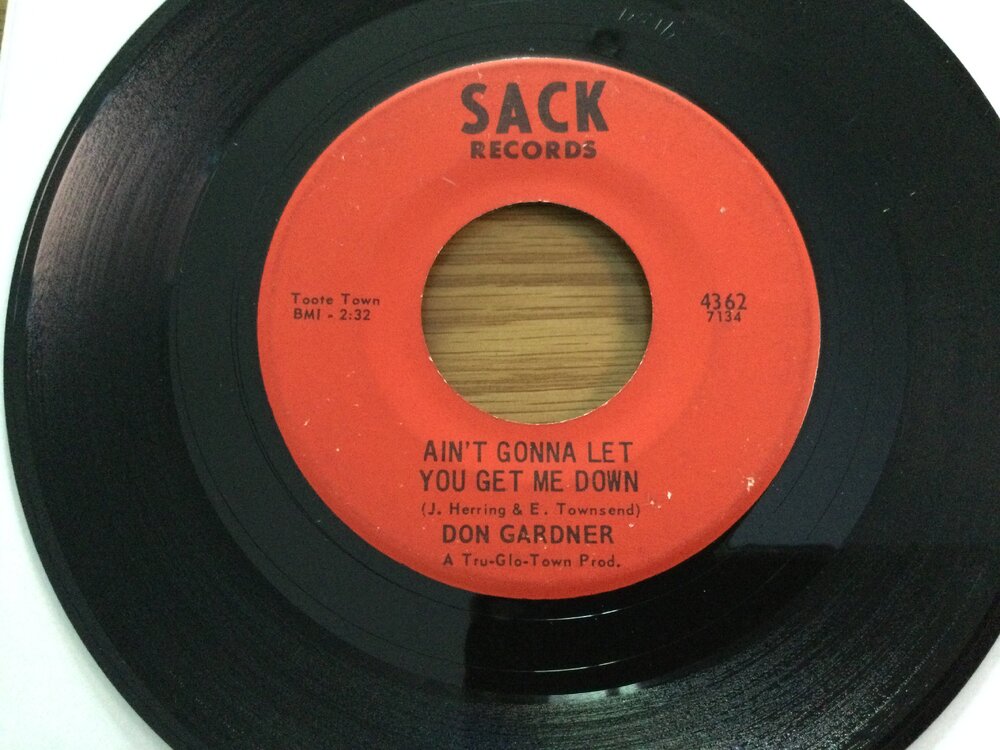 SACK
RECORDS
Toote Town
BMI - 2:32
4362
7134
AIN'T GONNA LET
YOU GET ME DOWN
(J. Herring & E. Townsend)
DON GARDNER
A Tru-Glo-Town Prod.